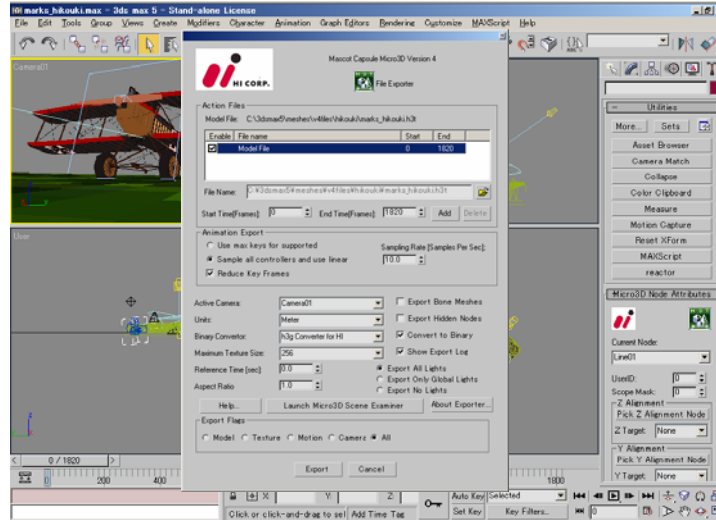 marks_hikouki.max - 3ds max 5 - Stand-alone License
File Edit Tools Group Views Create Modifiers Character Animation Graph Editors Rendering Customize MAXScript Help
Camera01
User
HI CORP.
Mascot Capsule Micro3D Version 4
File Exporter
Action Files
Model File: C:\3dsmax5\meshes\v4files\hikouki\marks_hikouki.h3t
Enable File name Start End
Model File 0 1820
File Name: C:¥3dsmax5¥meshes¥v4files¥hikouki¥marks_hikouki.h3t
Start Time[Frames]: 0 End Time[Frames]: 1820 Add Delete
Animation Export
Use max keys for supported
Sample all controllers and use linear
Reduce Key Frames
Sampling Rate [Samples Per Sec]:
10.0
Active Camera: Camera01 Export Bone Meshes
Units: Meter Export Hidden Nodes
Binary Convertor: h3g Converter for HI Convert to Binary
Maximum Texture Size: 256 Show Export Log
Reference Time [sec]: 0.0 Export All Lights
Export Only Global Lights
Aspect Ratio 1.0 Export No Lights
Help... Launch Micro3D Scene Examiner About Exporter...
Export Flags
Model Texture Motion Camera All
Export Cancel
Utilities
More... Sets
Asset Browser
Camera Match
Collapse
Color Clipboard
Measure
Motion Capture
Reset XForm
MAXScript
reactor
Micro3D Node Attributes
Current Node:
Line01
UserID: 0
Scope Mask: 0
Z Alignment
Pick Z Alignment Node
Z Target: None
Y Alignment
Pick Y Alignment Node
Y Target: None
0 / 1820
0 200 1800
X: Y: Z:
Auto Key Selected
Click or click-and-drag to sel Add Time Tag Set Key Key Filters... 0